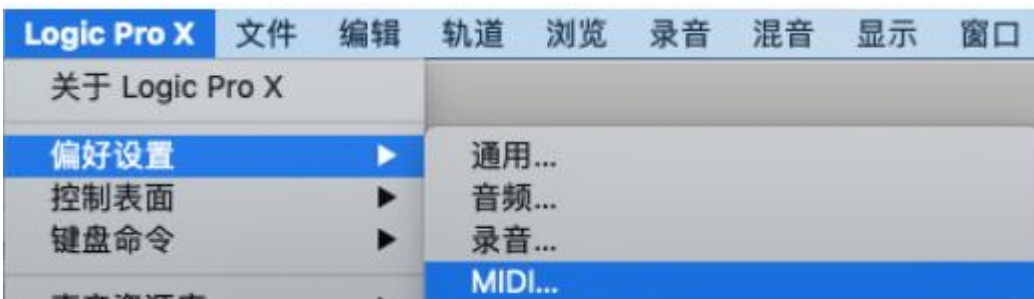 Logic Pro X 文件 编辑 轨道 浏览 录音 混音 显示 窗口
关于 Logic Pro X
偏好设置 ▶ 通用...
控制表面 ▶ 音频...
键盘命令 ▶ 录音...
MIDI...